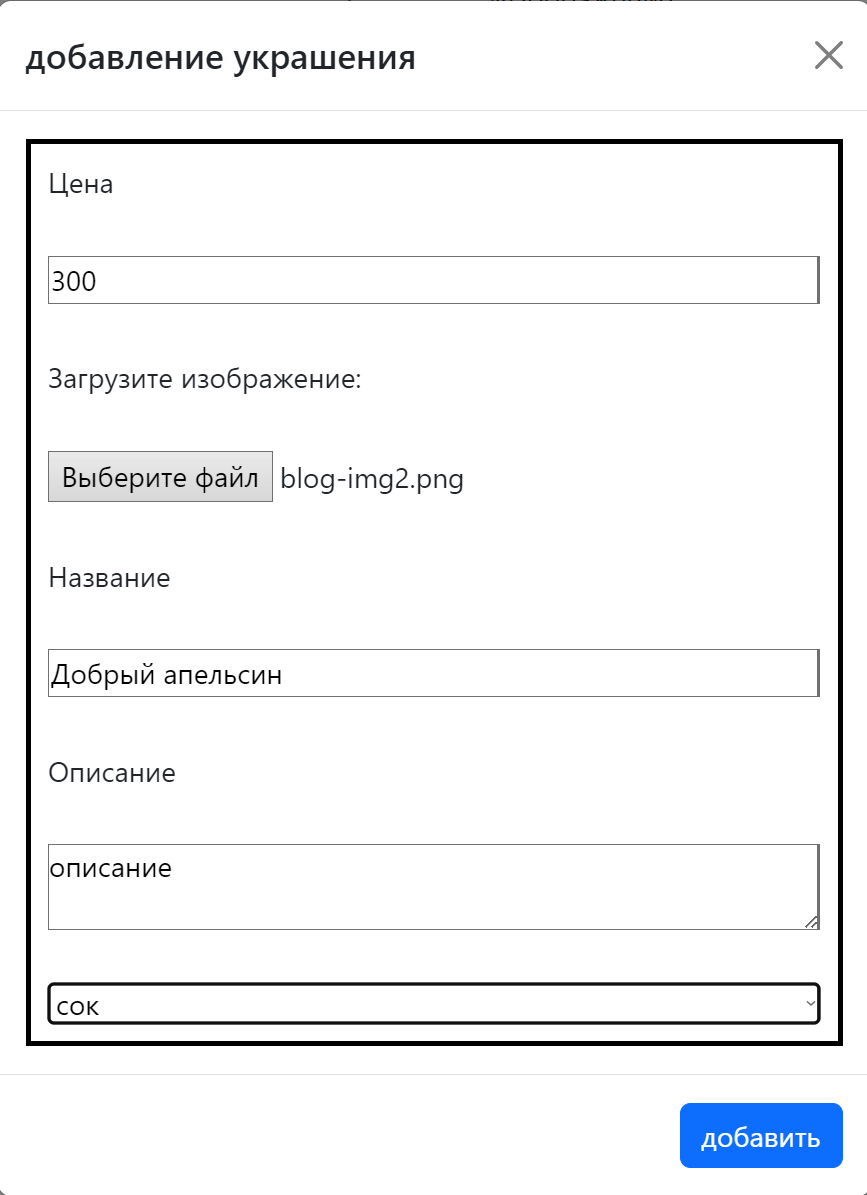 добавление украшения
Цена
300
Загрузите изображение:
Выберите файл blog-img2.png
Название
Добрый апельсин
Описание
описание
сок
добавить